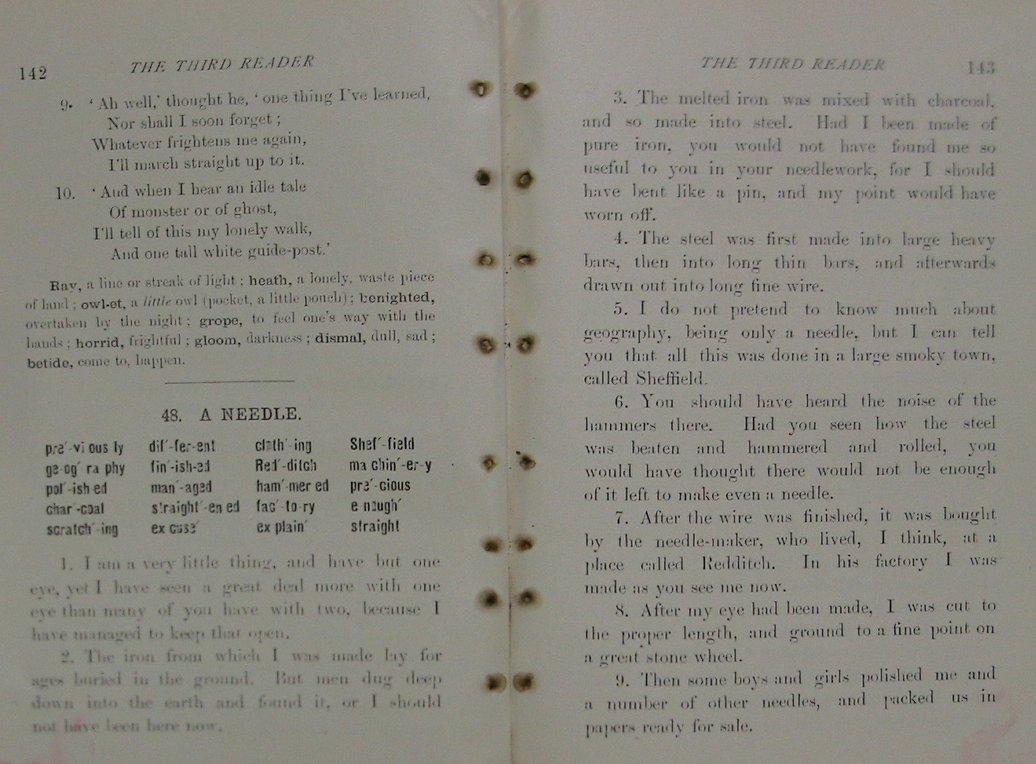 142
THE THIRD READER
9. ‘Ah well,’ thought he, ‘one thing I've learned,
Nor shall I soon forget ;
Whatever frightens me again,
I'll march straight up to it.
10. ‘And when I hear an idle tale
Of monster or of ghost,
I'll tell of this my lonely walk,
And one tall white guide-post.’
Ray, a line or streak of light ; heath, a lonely, waste piece
of land ; owl-et, a little owl (pocket, a little pouch) ; benighted,
overtaken by the night ; grope, to feel one's way with the
hands ; horrid, frightful ; gloom, darkness ; dismal, dull, sad ;
betide, come to, happen.
48. A NEEDLE.
pre´-vi ous ly dif´-fer-ent cloth´-ing Shef´-field
ge-og´ ra phy fin´-ish-ed Red´-ditch ma chin´-er-y
pol´-ish ed man´-aged ham´-mer ed pre´-cious
char´-coal straight´-en ed fac´-to-ry e nough´
scratch´-ing ex cuse´ ex plain´ straight
1. I am a very little thing, and have but one
eye, yet I have seen a great deal more with one
eye than many of you have with two, because I
have managed to keep that open.
2. The iron from which I was made lay for
ages buried in the ground. But men dug deep
down into the earth and found it, or I should
not have been here now.
THE THIRD READER
143
3. The melted iron was mixed with charcoal,
and so made into steel. Had I been made of
pure iron, you would not have found me so
useful to you in your needlework, for I should
have bent like a pin, and my point would have
worn off.
4. The steel was first made into large heavy
bars, then into long thin bars, and afterwards
drawn out into long fine wire.
5. I do not pretend to know much about
geography, being only a needle, but I can tell
you that all this was done in a large smoky town,
called Sheffield.
6. You should have heard the noise of the
hammers there. Had you seen how the steel
was beaten and hammered and rolled, you
would have thought there would not be enough
of it left to make even a needle.
7. After the wire was finished, it was bought
by the needle-maker, who lived, I think, at a
place called Redditch. In his factory I was
made as you see me now.
8. After my eye had been made, I was cut to
the proper length, and ground to a fine point on
a great stone wheel.
9. Then some boys and girls polished me and
a number of other needles, and packed us in
papers ready for sale.